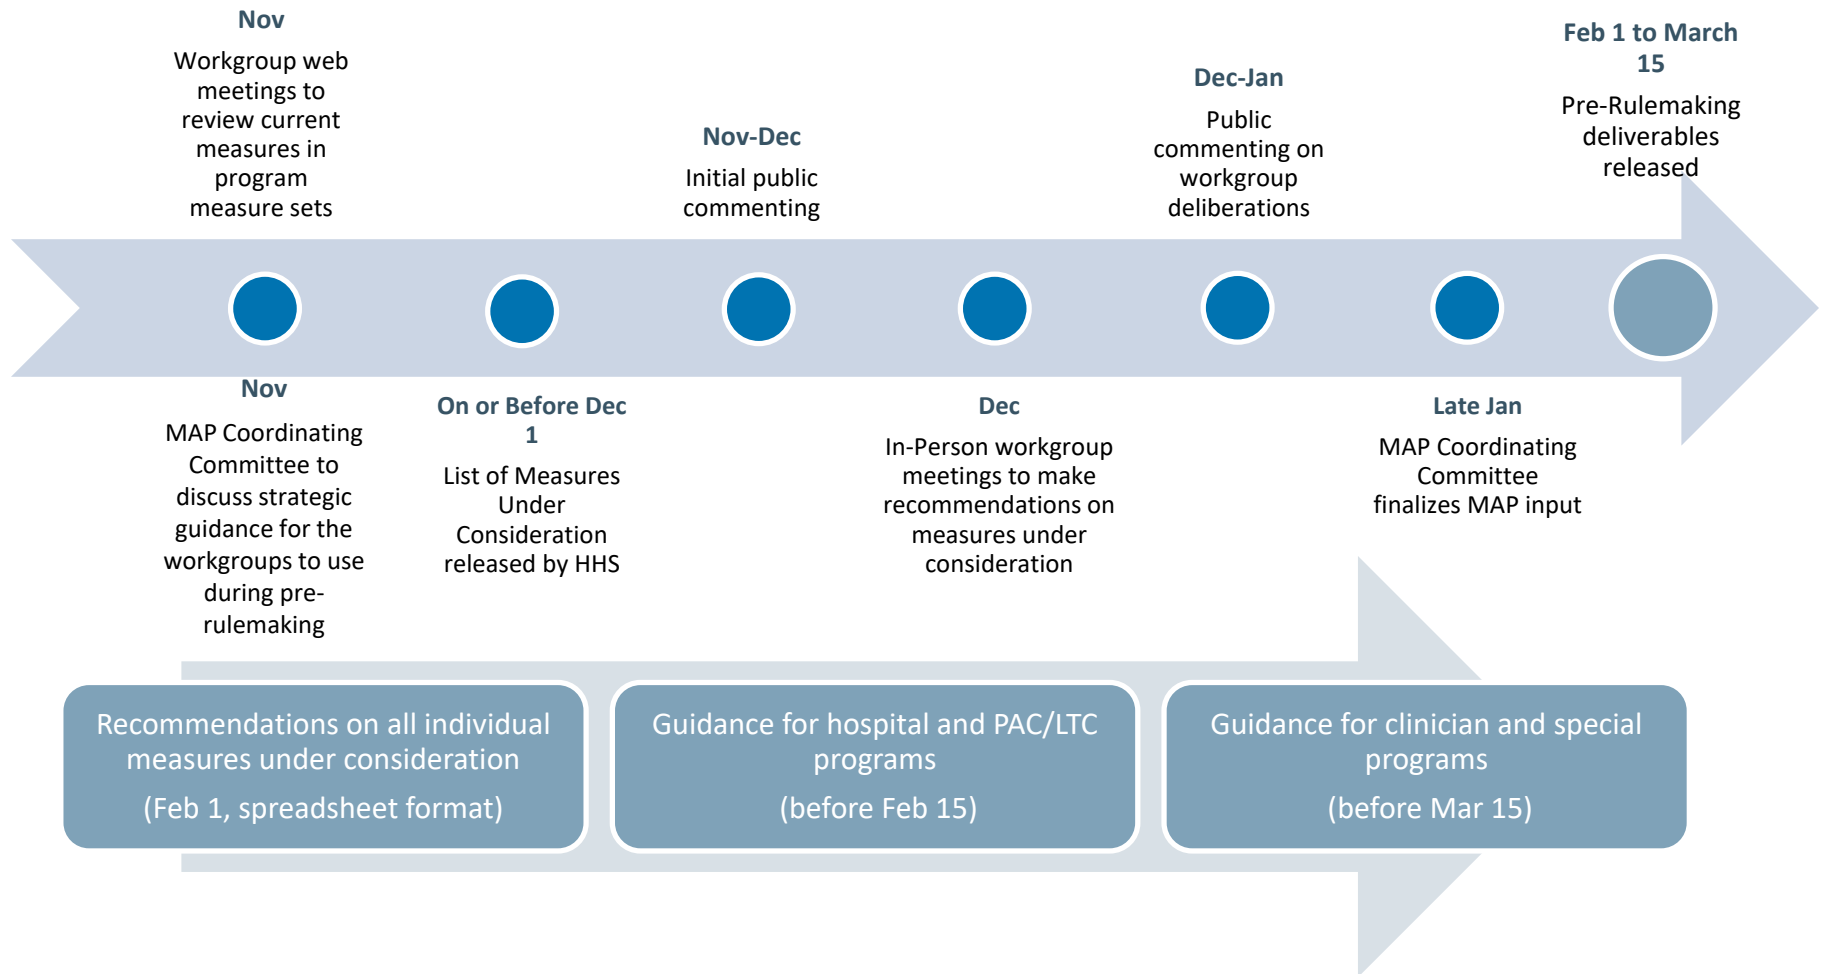 Nov
Workgroup web
meetings to
review current
measures in
program
measure sets
Nov-Dec
Initial public
commenting
Dec-Jan
Public
commenting on
workgroup
deliberations
Feb 1 to March
15
Pre-Rulemaking
deliverables
released
Nov
MAP Coordinating
Committee to
discuss strategic
guidance for the
workgroups to use
during pre-
rulemaking
On or Before Dec
1
List of Measures
Under
Consideration
released by HHS
Dec
In-Person workgroup
meetings to make
recommendations on
measures under
consideration
Late Jan
MAP Coordinating
Committee
finalizes MAP input
Recommendations on all individual
measures under consideration
(Feb 1, spreadsheet format)
Guidance for hospital and PAC/LTC
programs
(before Feb 15)
Guidance for clinician and special
programs
(before Mar 15)